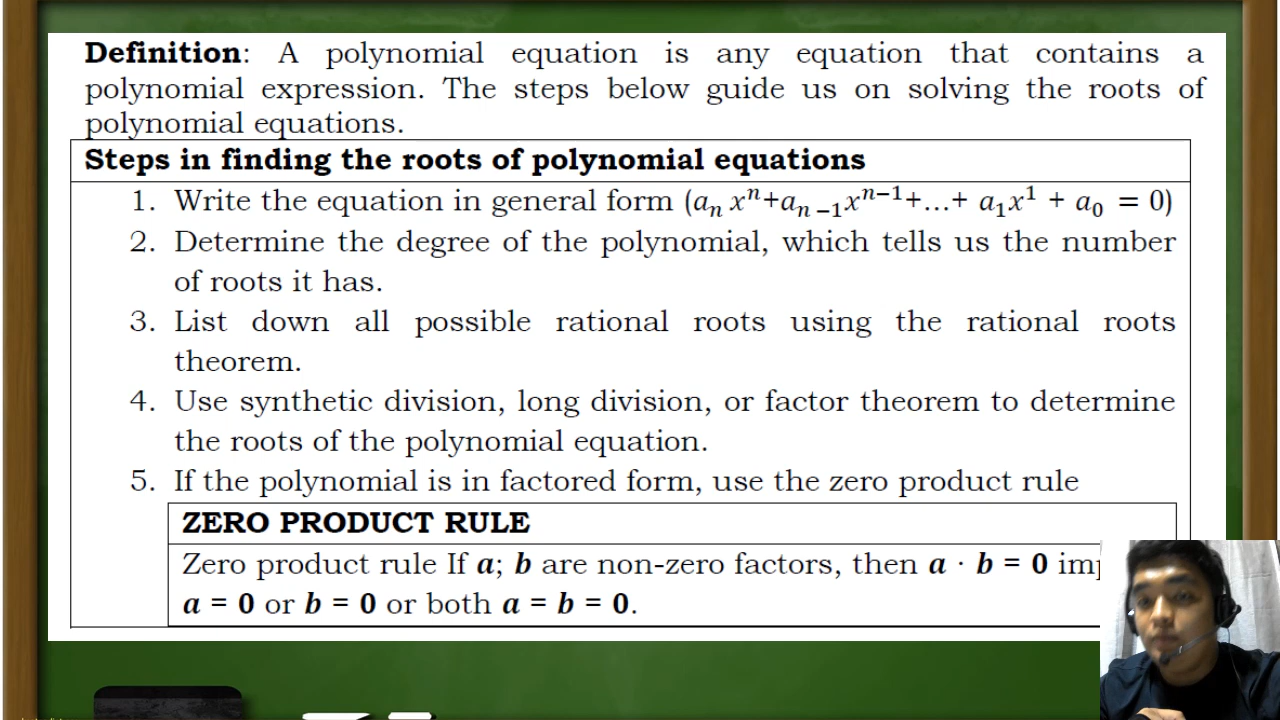 Definition: A polynomial equation is any equation that contains a
polynomial expression. The steps below guide us on solving the roots of
polynomial equations.
Steps in finding the roots of polynomial equations
1. Write the equation in general form (aₙ xⁿ+aₙ ₋₁xⁿ⁻¹+...+ a₁x¹ + a₀ = 0)
2. Determine the degree of the polynomial, which tells us the number
of roots it has.
3. List down all possible rational roots using the rational roots
theorem.
4. Use synthetic division, long division, or factor theorem to determine
the roots of the polynomial equation.
5. If the polynomial is in factored form, use the zero product rule
ZERO PRODUCT RULE
Zero product rule If a; b are non-zero factors, then a · b = 0
a = 0 or b = 0 or both a = b = 0.